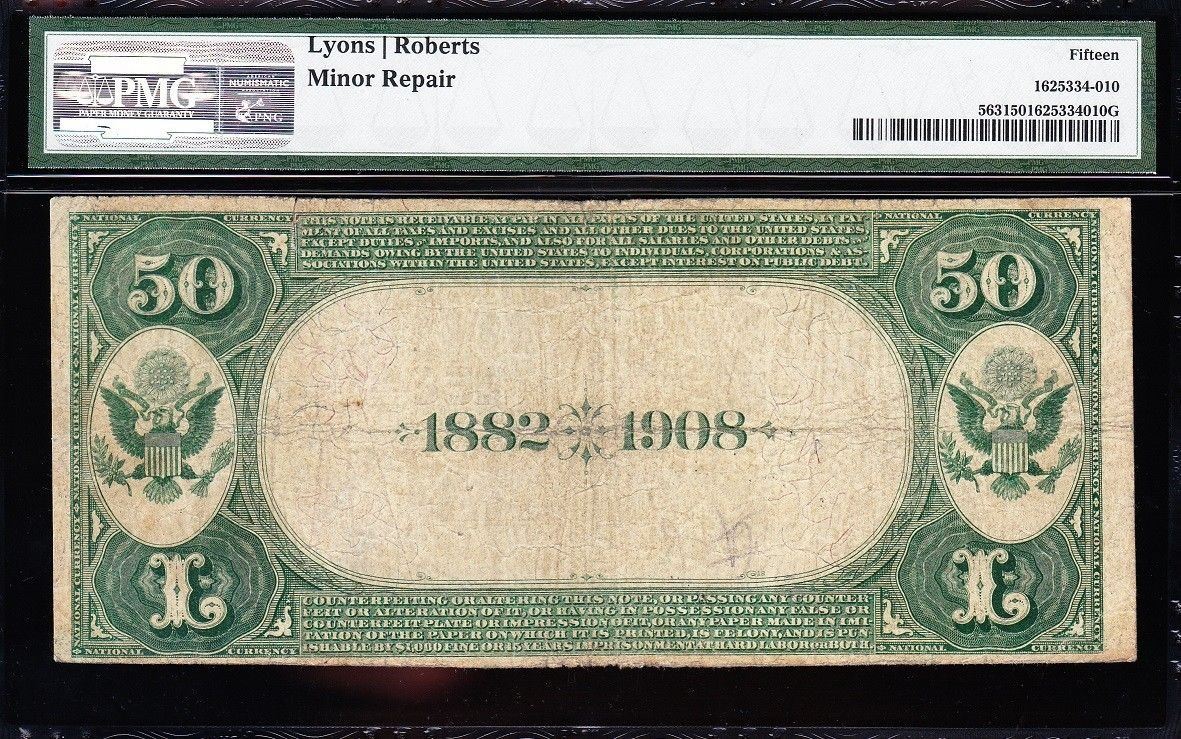 Lyons | Roberts
Minor Repair
PMG
PAPER MONEY GUARANTY
NUMISMATIC
PNG
Fifteen
1625334-010
5631501625334010G
NATIONAL CURRENCY
NATIONAL CURRENCY
THIS NOTE IS RECEIVABLE AT PAR IN ALL PARTS OF THE UNITED STATES, IN PAY
MENT OF ALL TAXES AND EXCISES AND ALL OTHER DUES TO THE UNITED STATES,
EXCEPT DUTIES ON IMPORTS, AND ALSO FOR ALL SALARIES AND OTHER DEBTS &
DEMANDS OWING BY THE UNITED STATES TO INDIVIDUALS, CORPORATIONS & AS
SOCIATIONS WITHIN THE UNITED STATES, EXCEPT INTEREST ON PUBLIC DEBT.
50 50
1882 1908
L L
COUNTERFEITING OR ALTERING THIS NOTE, OR PASSING ANY COUNTER
FEIT OR ALTERATION OF IT, OR HAVING IN POSSESSION ANY FALSE OR
COUNTERFEIT PLATE OR IMPRESSION OF IT, OR ANY PAPER MADE IN IMI
TATION OF THE PAPER ON WHICH IT IS PRINTED, IS FELONY, AND IS PUN
ISHABLE BY $1,000 FINE OR 15 YEARS IMPRISONMENT AT HARD LABOR OR BOTH.
NATIONAL CURRENCY
NATIONAL CURRENCY